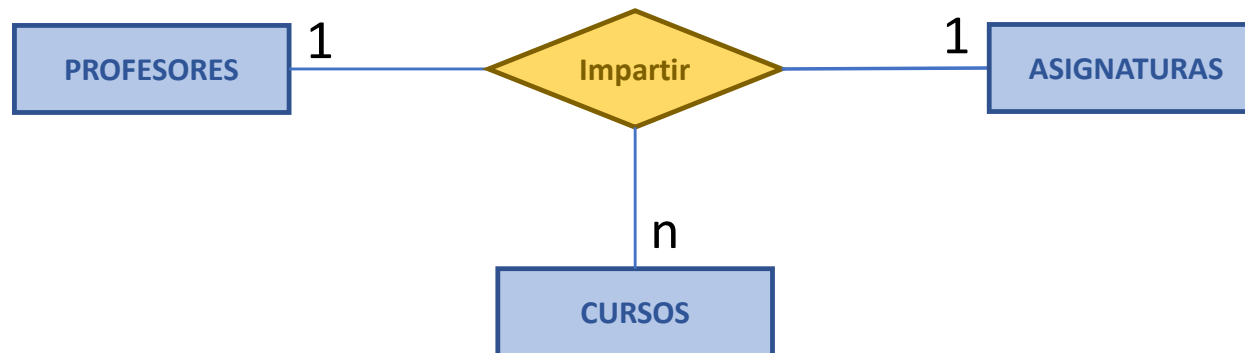 1
1
PROFESORES
Impartir
ASIGNATURAS
n
CURSOS